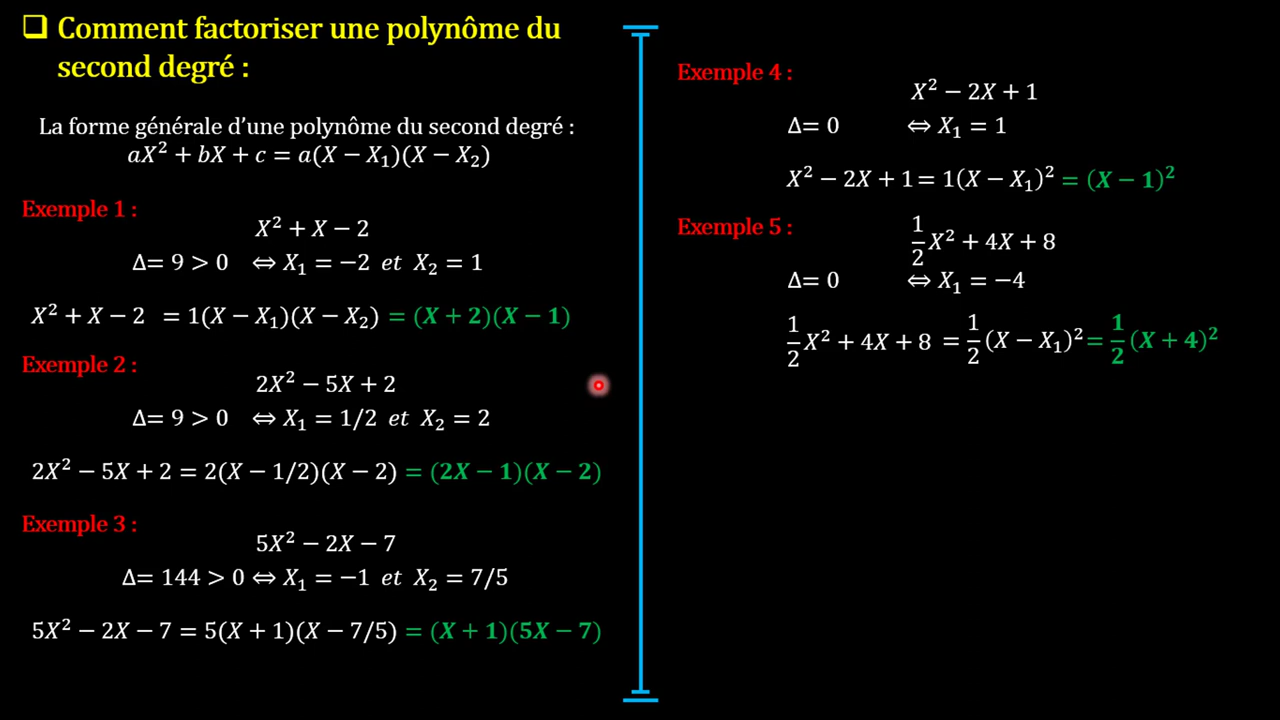 ❑ Comment factoriser une polynôme du
second degré :
La forme générale d’une polynôme du second degré :
aX² + bX + c = a(X − X₁)(X − X₂)
Exemple 1 :
X² + X − 2
Δ= 9 > 0 ⇔ X₁ = −2 et X₂ = 1
X² + X − 2 = 1(X − X₁)(X − X₂) = (X + 2)(X − 1)
Exemple 2 :
2X² − 5X + 2
Δ= 9 > 0 ⇔ X₁ = 1/2 et X₂ = 2
2X² − 5X + 2 = 2(X − 1/2)(X − 2) = (2X − 1)(X − 2)
Exemple 3 :
5X² − 2X − 7
Δ= 144 > 0 ⇔ X₁ = −1 et X₂ = 7/5
5X² − 2X − 7 = 5(X + 1)(X − 7/5) = (X + 1)(5X − 7)
Exemple 4 :
X² − 2X + 1
Δ= 0 ⇔ X₁ = 1
X² − 2X + 1 = 1(X − X₁)² = (X − 1)²
Exemple 5 :
1/2 X² + 4X + 8
Δ= 0 ⇔ X₁ = −4
1/2 X² + 4X + 8 = 1/2 (X − X₁)² = 1/2 (X + 4)²